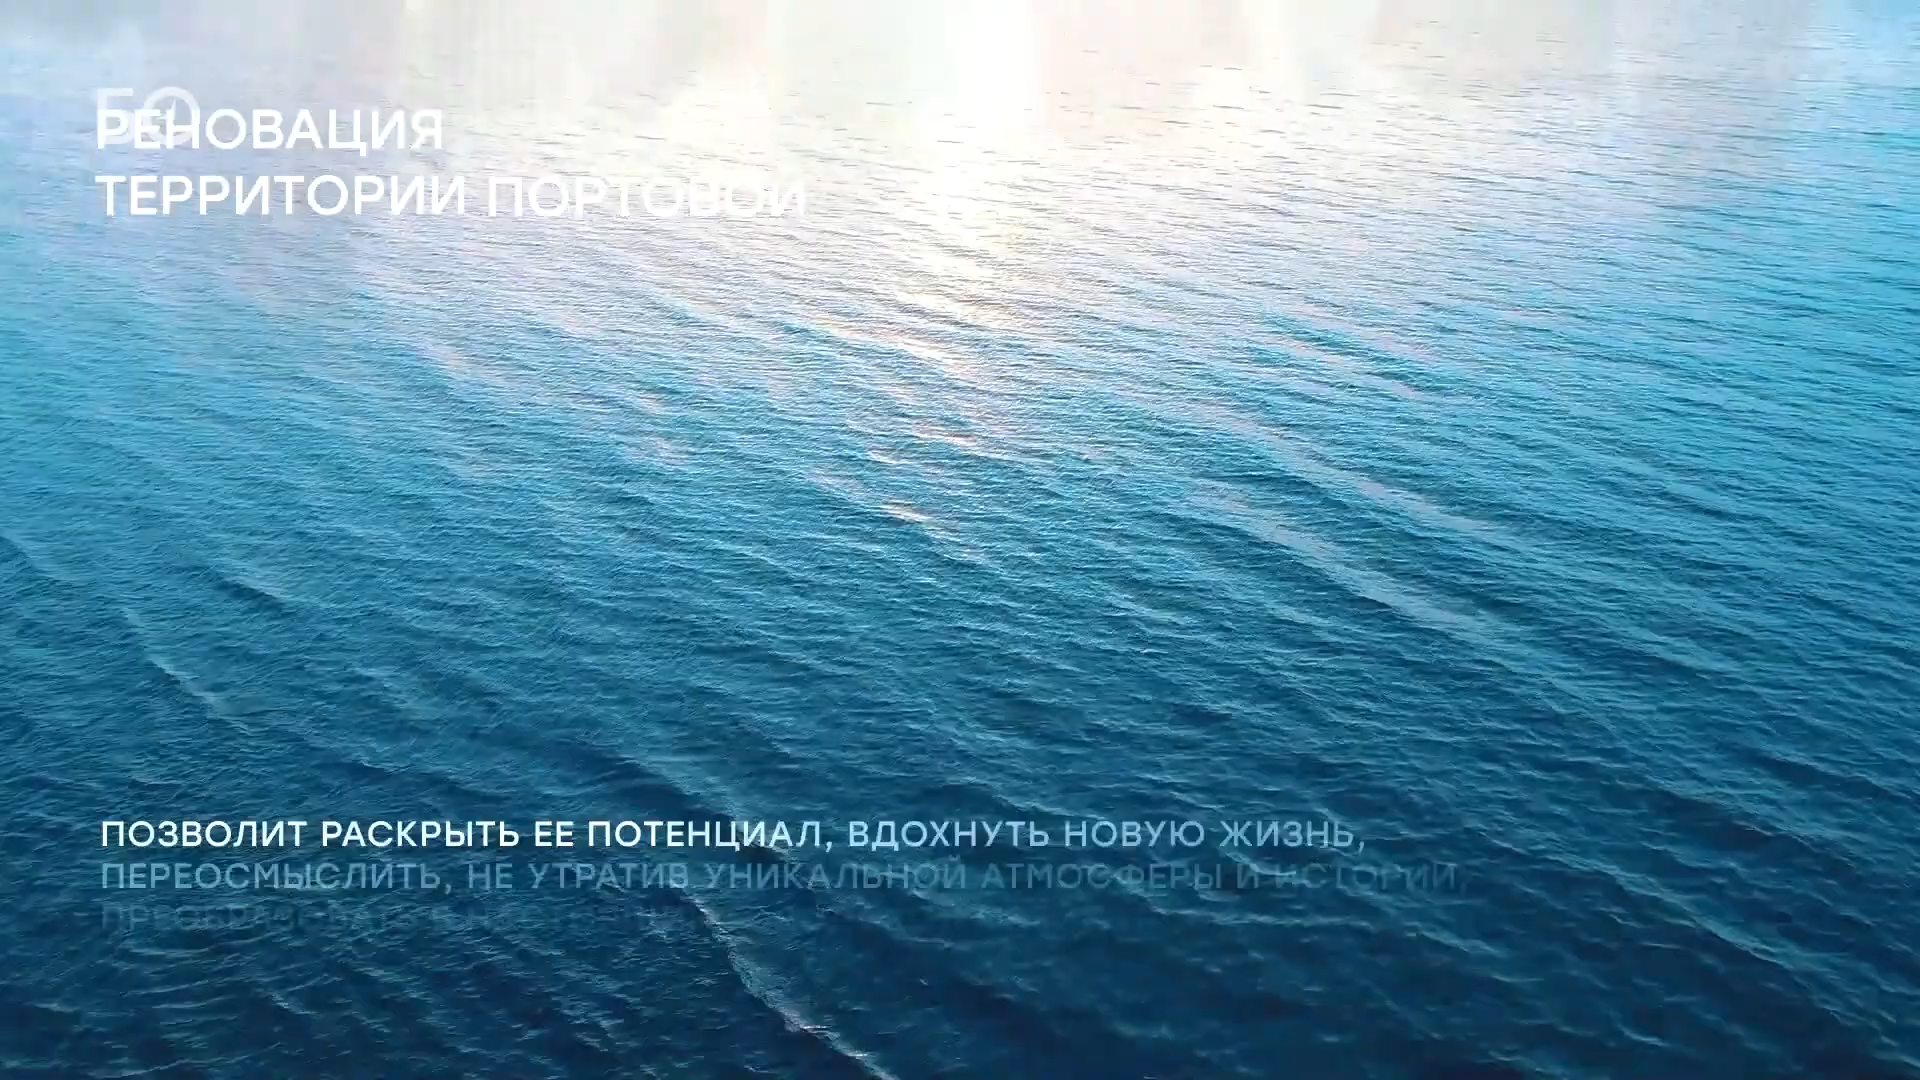 РЕНОВАЦИЯ
ТЕРРИТОРИИ ПОРТОВОЙ
ПОЗВОЛИТ РАСКРЫТЬ ЕЕ ПОТЕНЦИАЛ, ВДОХНУТЬ НОВУЮ ЖИЗНЬ,
ПЕРЕОСМЫСЛИТЬ, НЕ УТРАТИВ УНИКАЛЬНОЙ АТМОСФЕРЫ И ИСТОРИИ,